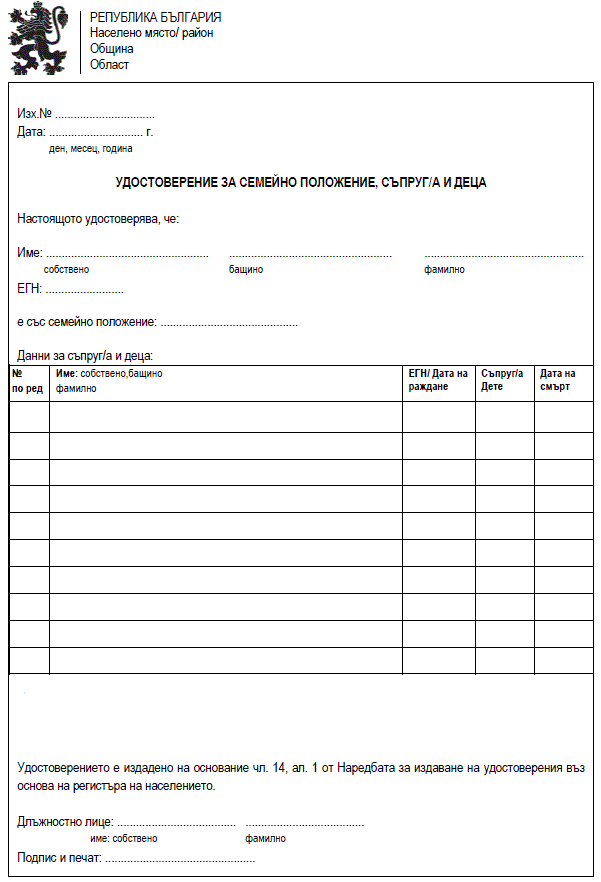 РЕПУБЛИКА БЪЛГАРИЯ
Населено място/ район
Община
Област
Изх.№ ................................
Дата: .............................. г.
ден, месец, година
УДОСТОВЕРЕНИЕ ЗА СЕМЕЙНО ПОЛОЖЕНИЕ, СЪПРУГ/А И ДЕЦА
Настоящото удостоверява, че:
Име: .................................................... .................................................... ...................................................
собствено бащино фамилно
ЕГН: .........................
е със семейно положение: ............................................
Данни за съпруг/а и деца:
№ Име: собствено,бащино ЕГН/ Дата на Съпруг/а Дата на
по ред фамилно раждане Дете смърт
Удостоверението е издадено на основание чл. 14, ал. 1 от Наредбата за издаване на удостоверения въз
основа на регистъра на населението.
Длъжностно лице: ...................................... ......................................
име: собствено фамилно
Подпис и печат: ................................................